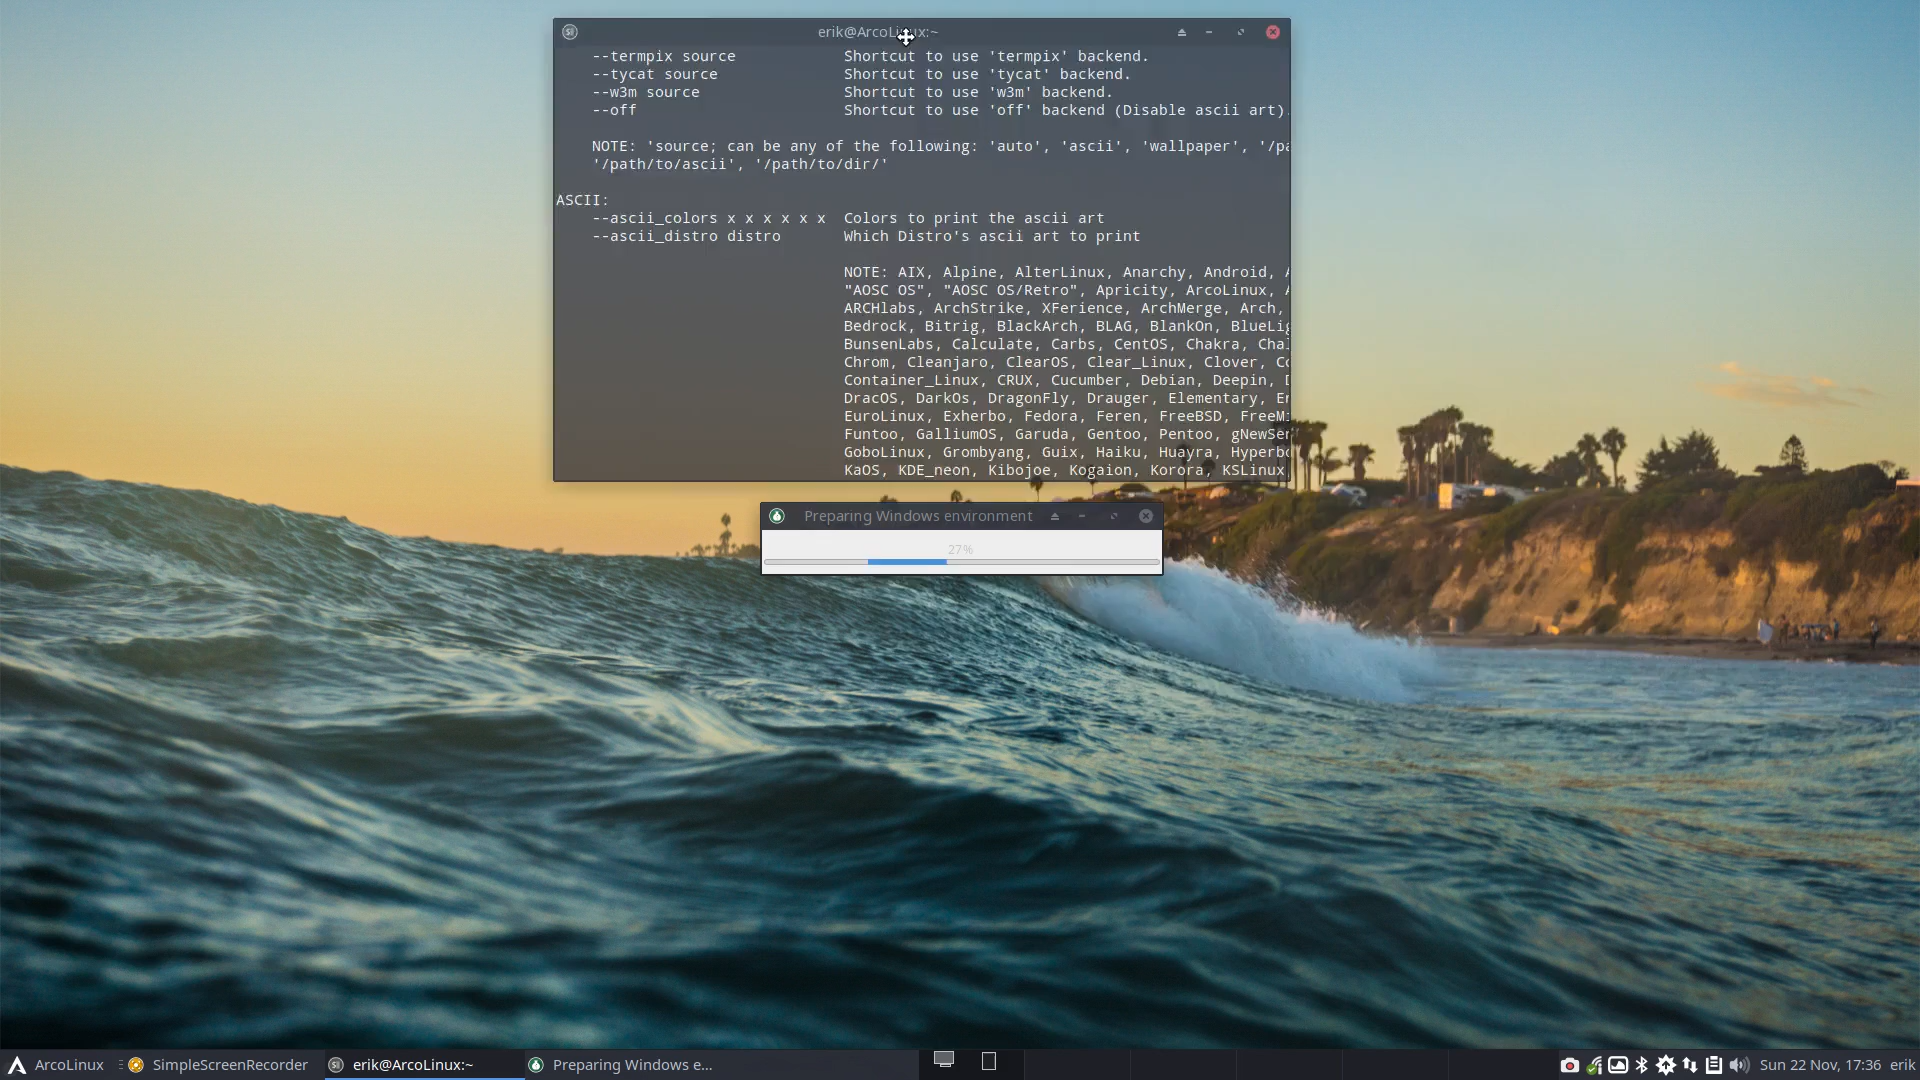 erik@ArcoLinux:~
--termpix source Shortcut to use 'termpix' backend.
--tycat source Shortcut to use 'tycat' backend.
--w3m source Shortcut to use 'w3m' backend.
--off Shortcut to use 'off' backend (Disable ascii art).
NOTE: 'source; can be any of the following: 'auto', 'ascii', 'wallpaper', '/pa
'/path/to/ascii', '/path/to/dir/'
ASCII:
--ascii_colors x x x x x x Colors to print the ascii art
--ascii_distro distro Which Distro's ascii art to print
NOTE: AIX, Alpine, AlterLinux, Anarchy, Android, A
"AOSC OS", "AOSC OS/Retro", Apricity, ArcoLinux, A
ARCHlabs, ArchStrike, XFerience, ArchMerge, Arch,
Bedrock, Bitrig, BlackArch, BLAG, BlankOn, BlueLig
BunsenLabs, Calculate, Carbs, CentOS, Chakra, Chal
Chrom, Cleanjaro, ClearOS, Clear_Linux, Clover, Co
Container_Linux, CRUX, Cucumber, Debian, Deepin, D
DracOS, DarkOs, DragonFly, Drauger, Elementary, En
EuroLinux, Exherbo, Fedora, Feren, FreeBSD, FreeMi
Funtoo, GalliumOS, Garuda, Gentoo, Pentoo, gNewSen
GoboLinux, Grombyang, Guix, Haiku, Huayra, Hyperbo
KaOS, KDE_neon, Kibojoe, Kogaion, Korora, KSLinux
Preparing Windows environment
27%
ArcoLinux SimpleScreenRecorder erik@ArcoLinux:~ Preparing Windows e... Sun 22 Nov, 17:36 erik